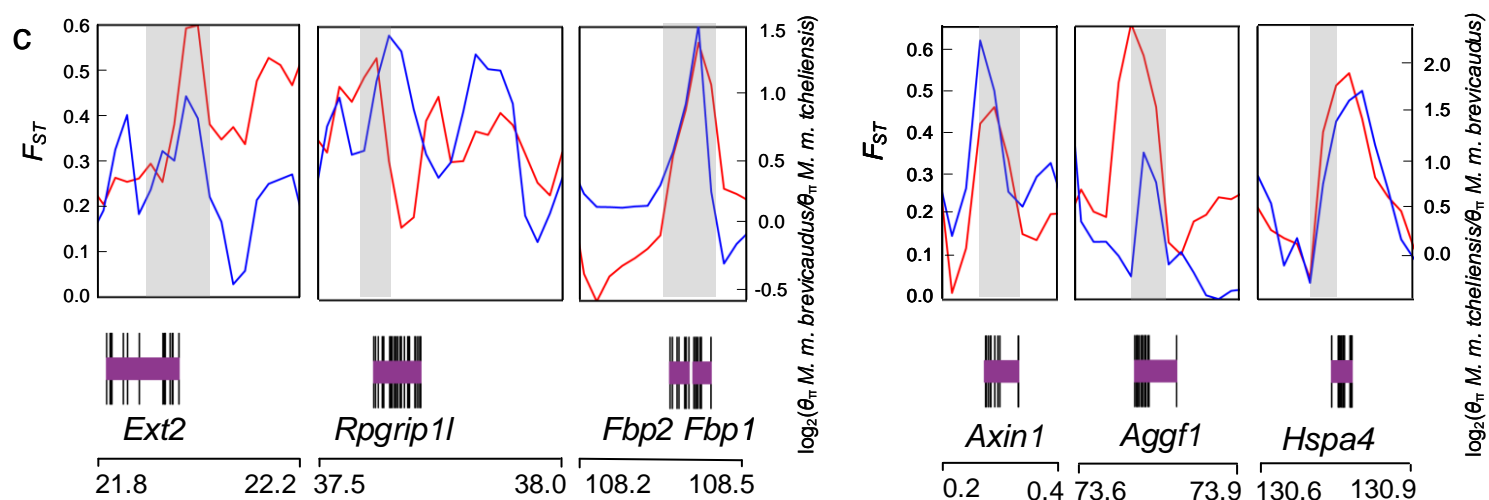 C
F_ST
0.6
0.5
0.4
0.3
0.2
0.1
0.0
1.5
1.0
0.5
0.0
-0.5
log₂(θπ M. m. brevicaudus/θπ M. m. tcheliensis)
Ext2
Rpgrip1l
Fbp2 Fbp1
21.8 22.2
37.5 38.0
108.2 108.5
F_ST
0.6
0.5
0.4
0.3
0.2
0.1
0.0
2.0
1.5
1.0
0.5
0.0
log₂(θπ M. m. tcheliensis/θπ M. m. brevicaudus)
Axin1
Aggf1
Hspa4
0.2 0.4
73.6 73.9
130.6 130.9